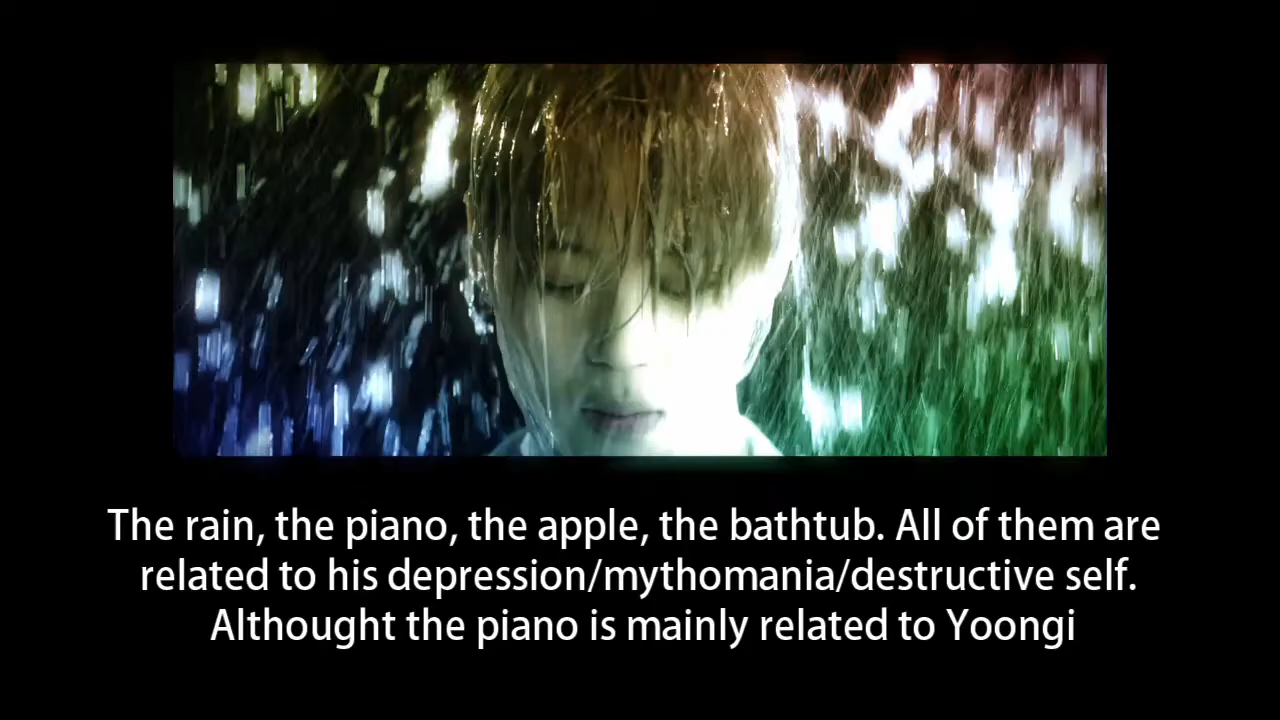 The rain, the piano, the apple, the bathtub. All of them are
related to his depression/mythomania/destructive self.
Althought the piano is mainly related to Yoongi